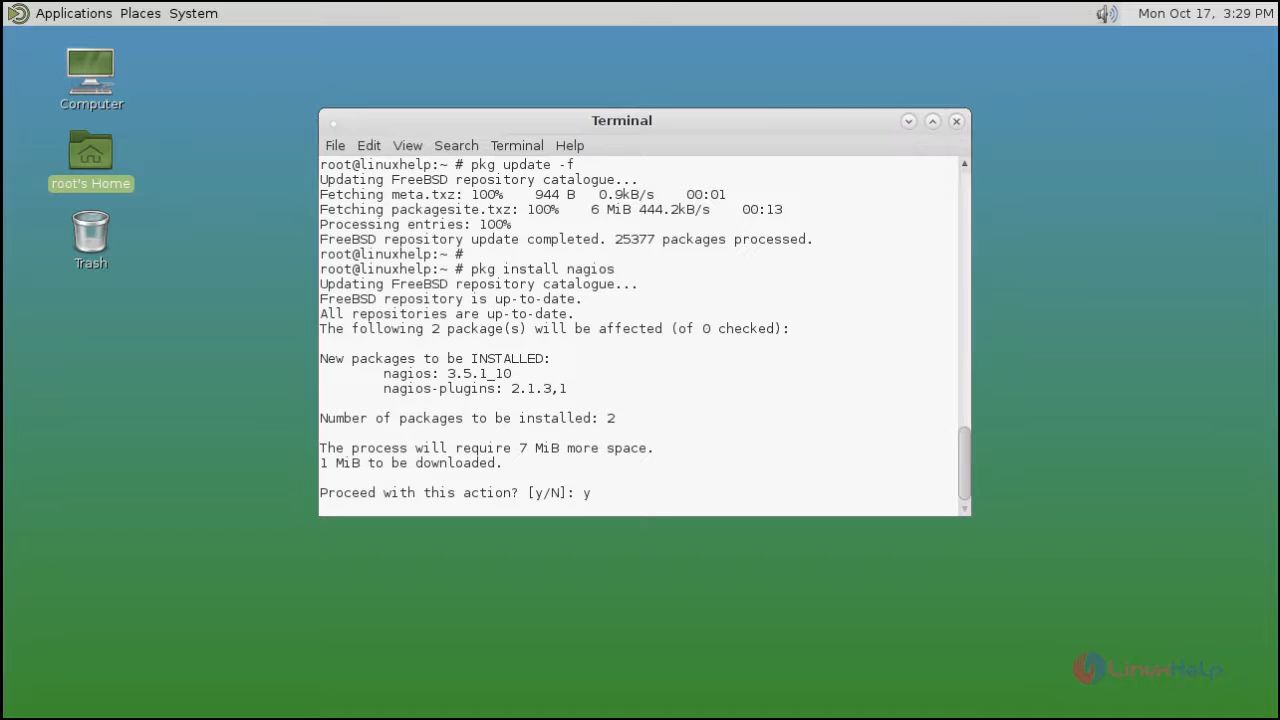 Applications Places System
Mon Oct 17, 3:29 PM
Computer
root's Home
Trash
Terminal
File Edit View Search Terminal Help
root@linuxhelp:~ # pkg update -f
Updating FreeBSD repository catalogue...
Fetching meta.txz: 100%    944 B   0.9kB/s    00:01
Fetching packagesite.txz: 100%    6 MiB 444.2kB/s    00:13
Processing entries: 100%
FreeBSD repository update completed. 25377 packages processed.
root@linuxhelp:~ #
root@linuxhelp:~ # pkg install nagios
Updating FreeBSD repository catalogue...
FreeBSD repository is up-to-date.
All repositories are up-to-date.
The following 2 package(s) will be affected (of 0 checked):
New packages to be INSTALLED:
nagios: 3.5.1_10
nagios-plugins: 2.1.3,1
Number of packages to be installed: 2
The process will require 7 MiB more space.
1 MiB to be downloaded.
Proceed with this action? [y/N]: y
LinuxHelp